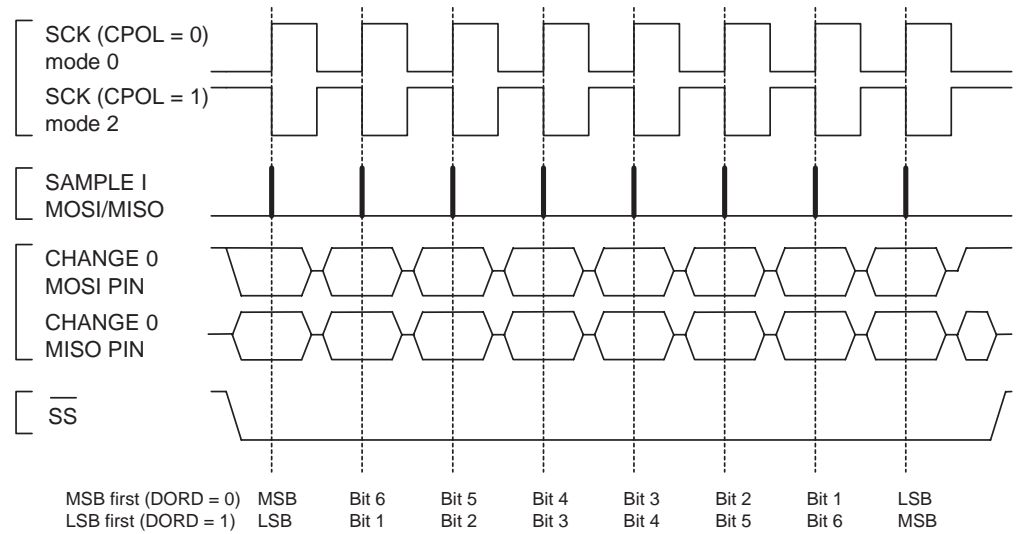 SCK (CPOL = 0)
mode 0
SCK (CPOL = 1)
mode 2
SAMPLE I
MOSI/MISO
CHANGE 0
MOSI PIN
CHANGE 0
MISO PIN
SS
MSB first (DORD = 0) MSB Bit 6 Bit 5 Bit 4 Bit 3 Bit 2 Bit 1 LSB
LSB first (DORD = 1) LSB Bit 1 Bit 2 Bit 3 Bit 4 Bit 5 Bit 6 MSB